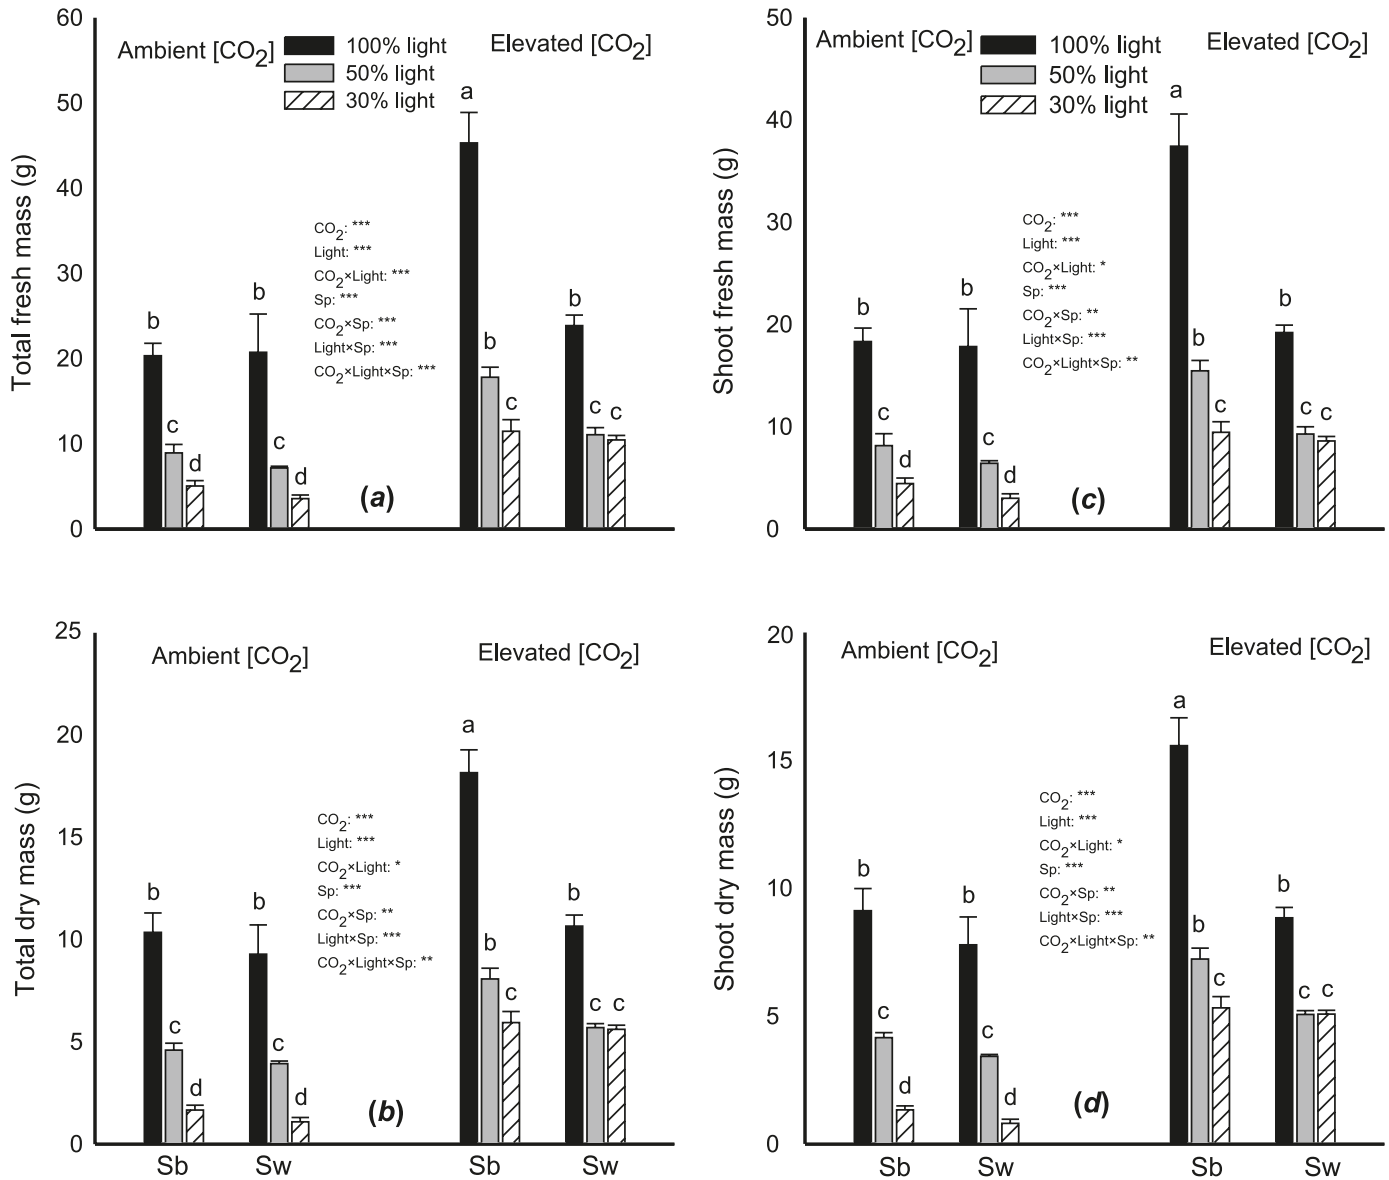 60
50
40
30
20
10
0
Total fresh mass (g)
Ambient [CO2]
100% light
50% light
30% light
Elevated [CO2]
CO2: ***
Light: ***
CO2×Light: ***
Sp: ***
CO2×Sp: ***
Light×Sp: ***
CO2×Light×Sp: ***
b
c
d
b
c
d
a
b
c
b
c
c
(a)
50
40
30
20
10
0
Shoot fresh mass (g)
Ambient [CO2]
100% light
50% light
30% light
Elevated [CO2]
CO2: ***
Light: ***
CO2×Light: *
Sp: ***
CO2×Sp: **
Light×Sp: ***
CO2×Light×Sp: **
b
c
d
b
c
d
a
b
c
b
c
c
(c)
25
20
15
10
5
0
Total dry mass (g)
Ambient [CO2]
Elevated [CO2]
CO2: ***
Light: ***
CO2×Light: *
Sp: ***
CO2×Sp: **
Light×Sp: ***
CO2×Light×Sp: **
b
c
d
b
c
d
a
b
c
b
c
c
(b)
Sb
Sw
Sb
Sw
20
15
10
5
0
Shoot dry mass (g)
Ambient [CO2]
Elevated [CO2]
CO2: ***
Light: ***
CO2×Light: *
Sp: ***
CO2×Sp: **
Light×Sp: ***
CO2×Light×Sp: **
b
c
d
b
c
d
a
b
c
b
c
c
(d)
Sb
Sw
Sb
Sw